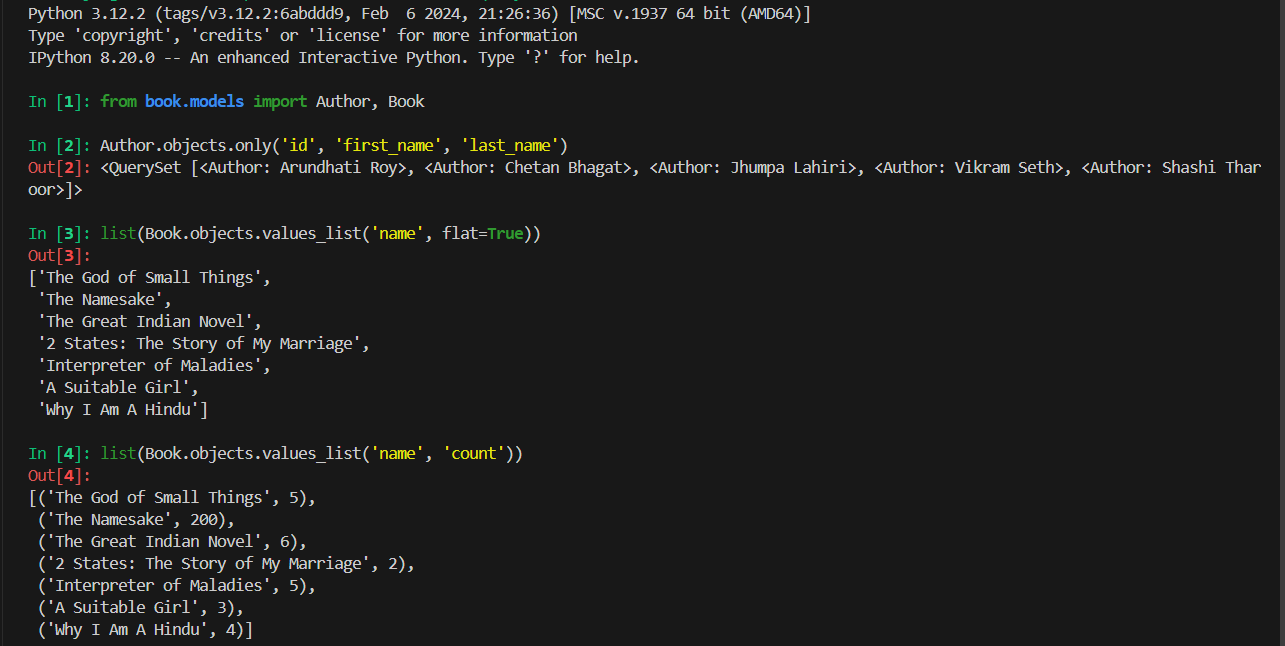 Python 3.12.2 (tags/v3.12.2:6abddd9, Feb  6 2024, 21:26:36) [MSC v.1937 64 bit (AMD64)]
Type 'copyright', 'credits' or 'license' for more information
IPython 8.20.0 -- An enhanced Interactive Python. Type '?' for help.
In [1]: from book.models import Author, Book
In [2]: Author.objects.only('id', 'first_name', 'last_name')
Out[2]: <QuerySet [<Author: Arundhati Roy>, <Author: Chetan Bhagat>, <Author: Jhumpa Lahiri>, <Author: Vikram Seth>, <Author: Shashi Thar
oor>]>
In [3]: list(Book.objects.values_list('name', flat=True))
Out[3]:
['The God of Small Things',
 'The Namesake',
 'The Great Indian Novel',
 '2 States: The Story of My Marriage',
 'Interpreter of Maladies',
 'A Suitable Girl',
 'Why I Am A Hindu']
In [4]: list(Book.objects.values_list('name', 'count'))
Out[4]:
[('The God of Small Things', 5),
 ('The Namesake', 200),
 ('The Great Indian Novel', 6),
 ('2 States: The Story of My Marriage', 2),
 ('Interpreter of Maladies', 5),
 ('A Suitable Girl', 3),
 ('Why I Am A Hindu', 4)]